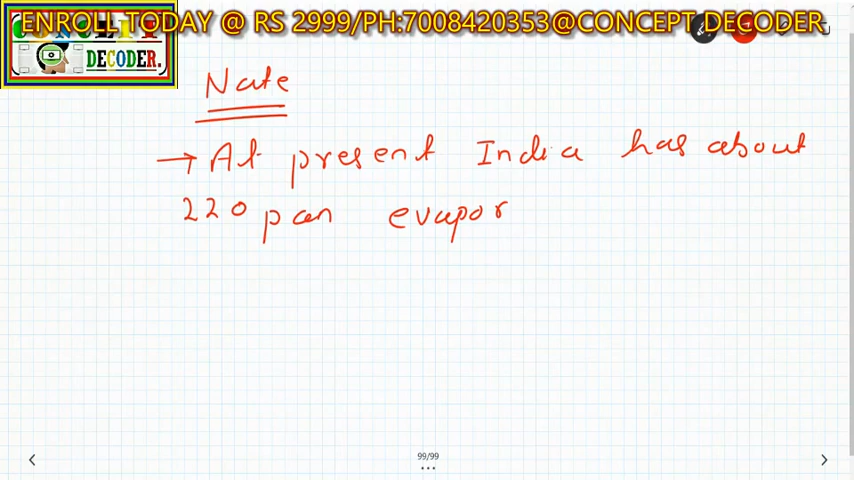 ENROLL TODAY @ RS 2999/PH:7008420353@CONCEPT DECODER.
DECODER.
Note
→ At present India has about
220 pan evapor
99/99